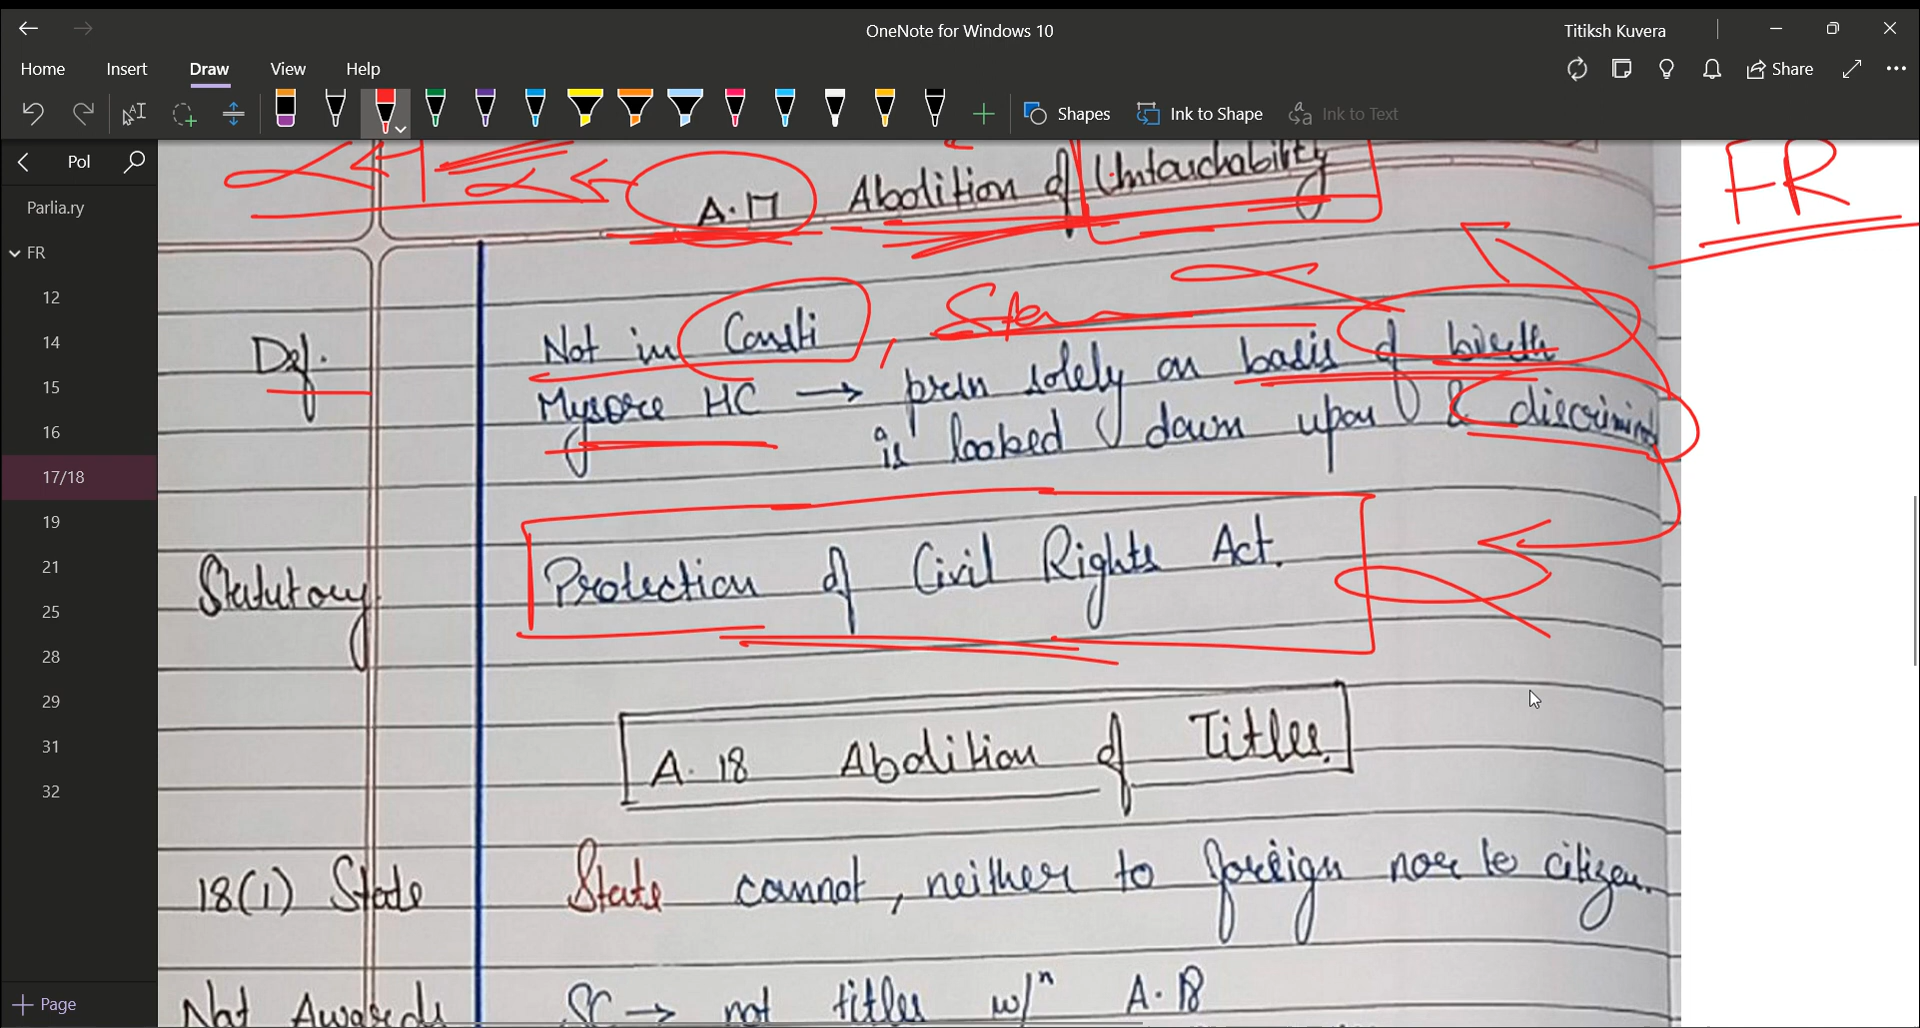 OneNote for Windows 10
Titiksh Kuvera
Home Insert Draw View Help
Share
Shapes Ink to Shape Ink to Text
Pol
Parlia.ry
FR
12
14
15
16
17/18
19
21
25
28
29
31
32
Page
FR
A.17 Abolition of Untouchability
Def. Not in Consti,
Mysore HC → prsn solely on basis of birth
is looked down upon & discrimind
Statutory Protection of Civil Rights Act.
A. 18 Abolition of Titles.
18(1) State State cannot, neither to foreign nor to citizen.
Nat Awards SC → not titles w/n A.18